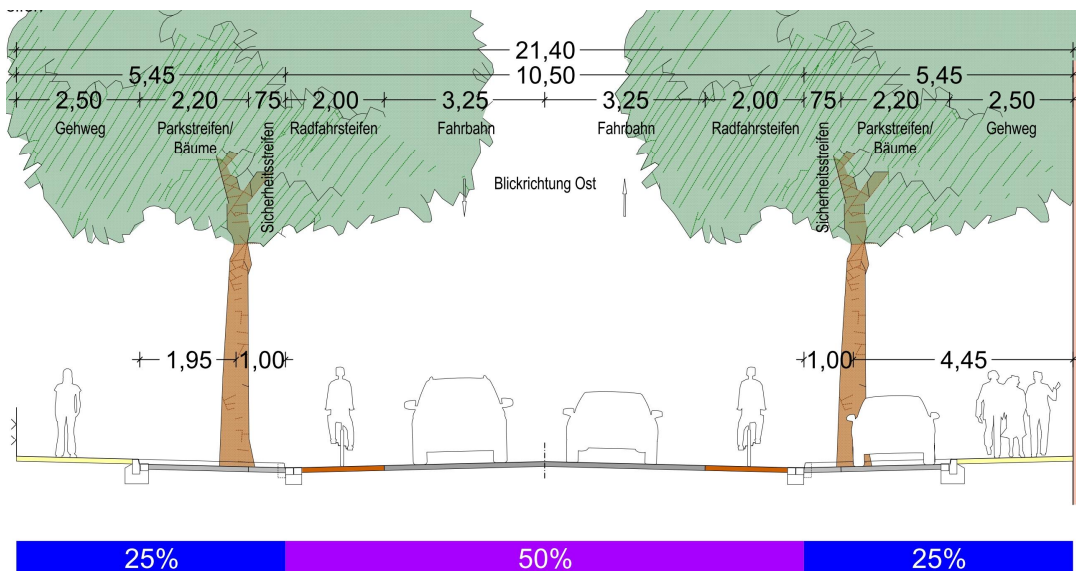 21,40
5,45 10,50 5,45
2,50 2,20 75 2,00 3,25 3,25 2,00 75 2,20 2,50
Gehweg Parkstreifen/ Radfahrsteifen Fahrbahn Fahrbahn Radfahrsteifen Parkstreifen/ Gehweg
Bäume Bäume
Sicherheitsstreifen Sicherheitsstreifen
Blickrichtung Ost
1,95 1,00 1,00 4,45
25% 50% 25%